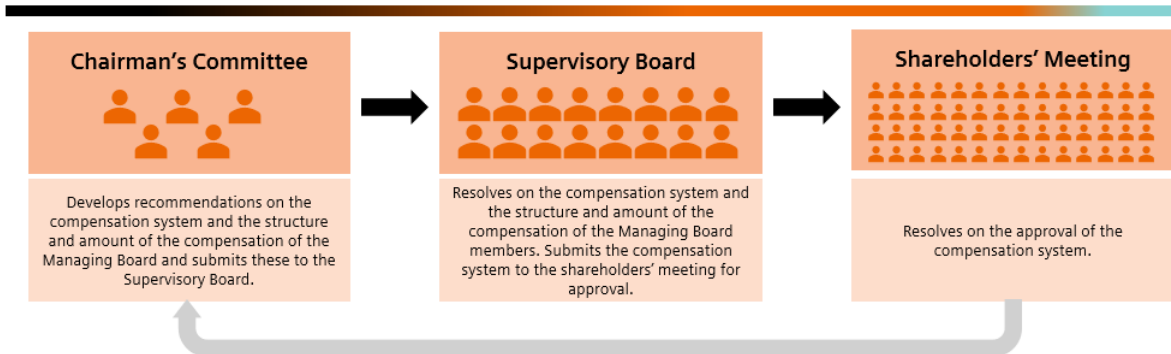 Chairman's Committee
Develops recommendations on the
compensation system and the structure
and amount of the compensation of the
Managing Board and submits these to the
Supervisory Board.
Supervisory Board
Resolves on the compensation system and
the structure and amount of the
compensation of the Managing Board
members. Submits the compensation
system to the shareholders' meeting for
approval.
Shareholders' Meeting
Resolves on the approval of the
compensation system.